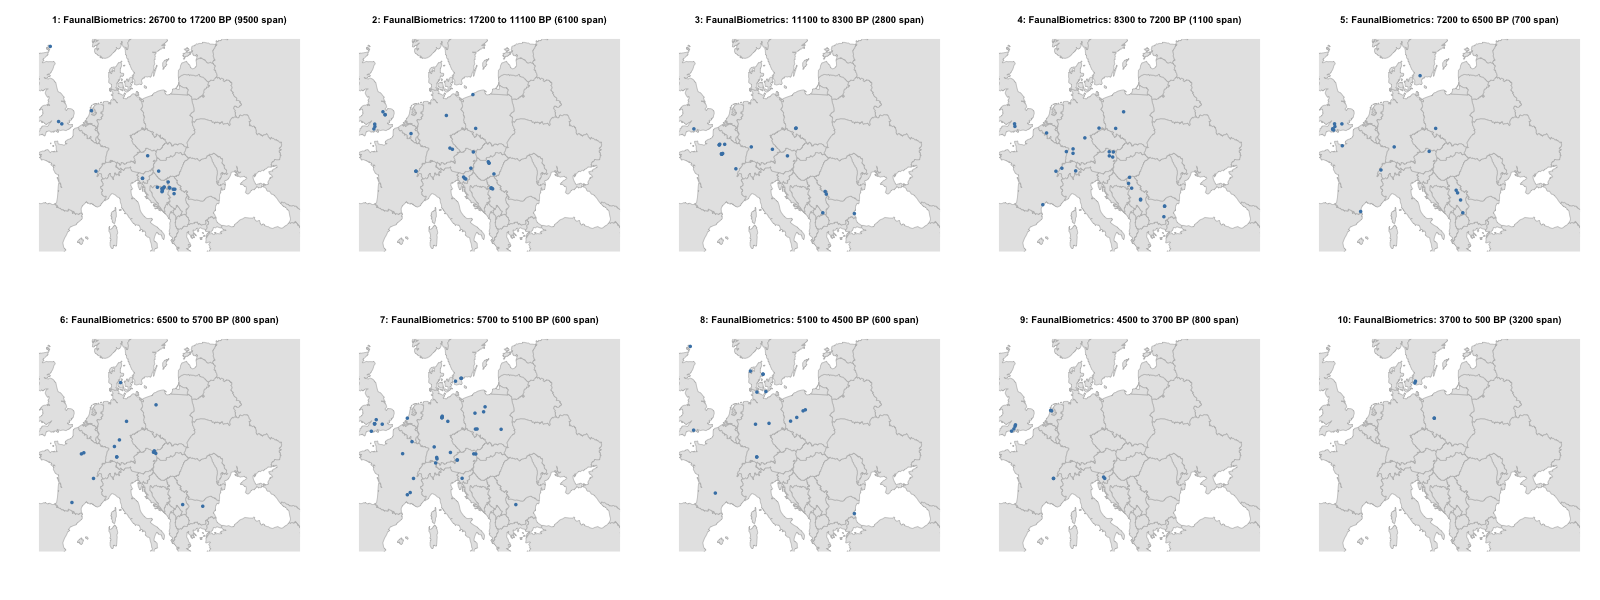 1: FaunalBiometrics: 26700 to 17200 BP (9500 span)
2: FaunalBiometrics: 17200 to 11100 BP (6100 span)
3: FaunalBiometrics: 11100 to 8300 BP (2800 span)
4: FaunalBiometrics: 8300 to 7200 BP (1100 span)
5: FaunalBiometrics: 7200 to 6500 BP (700 span)
6: FaunalBiometrics: 6500 to 5700 BP (800 span)
7: FaunalBiometrics: 5700 to 5100 BP (600 span)
8: FaunalBiometrics: 5100 to 4500 BP (600 span)
9: FaunalBiometrics: 4500 to 3700 BP (800 span)
10: FaunalBiometrics: 3700 to 500 BP (3200 span)